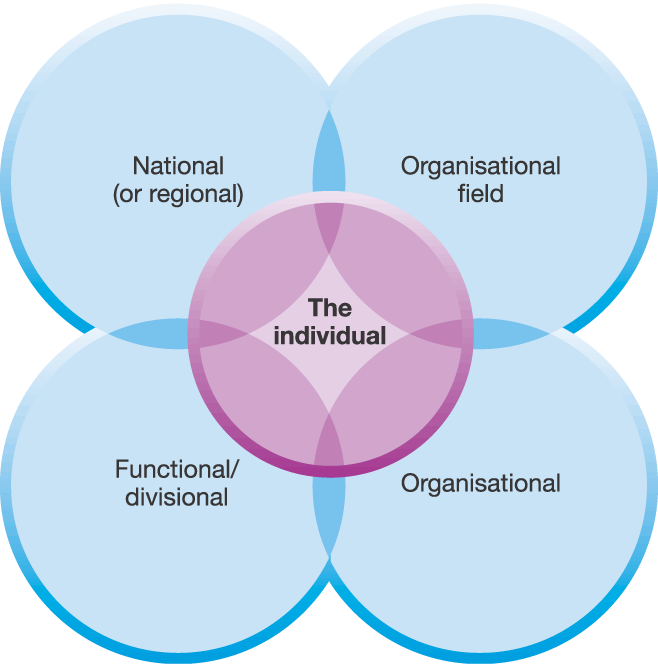 National
(or regional)
Organisational
field
The
individual
Functional/
divisional
Organisational